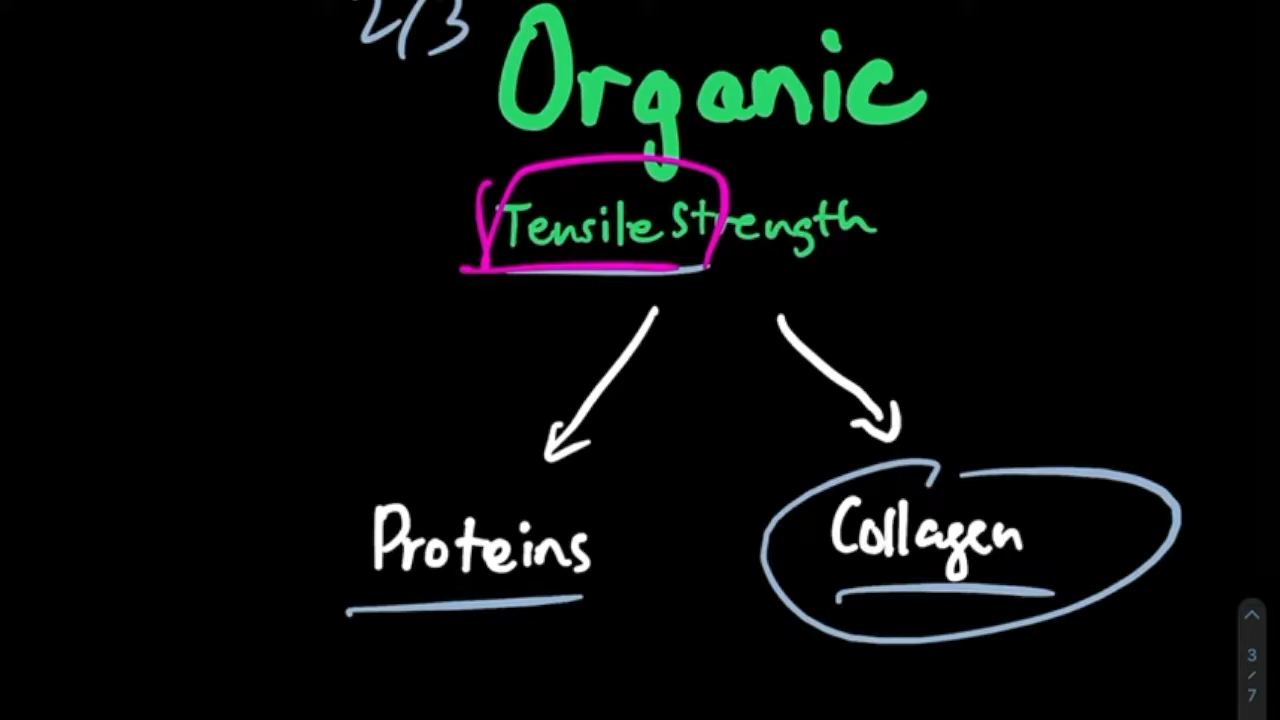 2/3
Organic
Tensile Strength
Proteins
Collagen
3
/
7